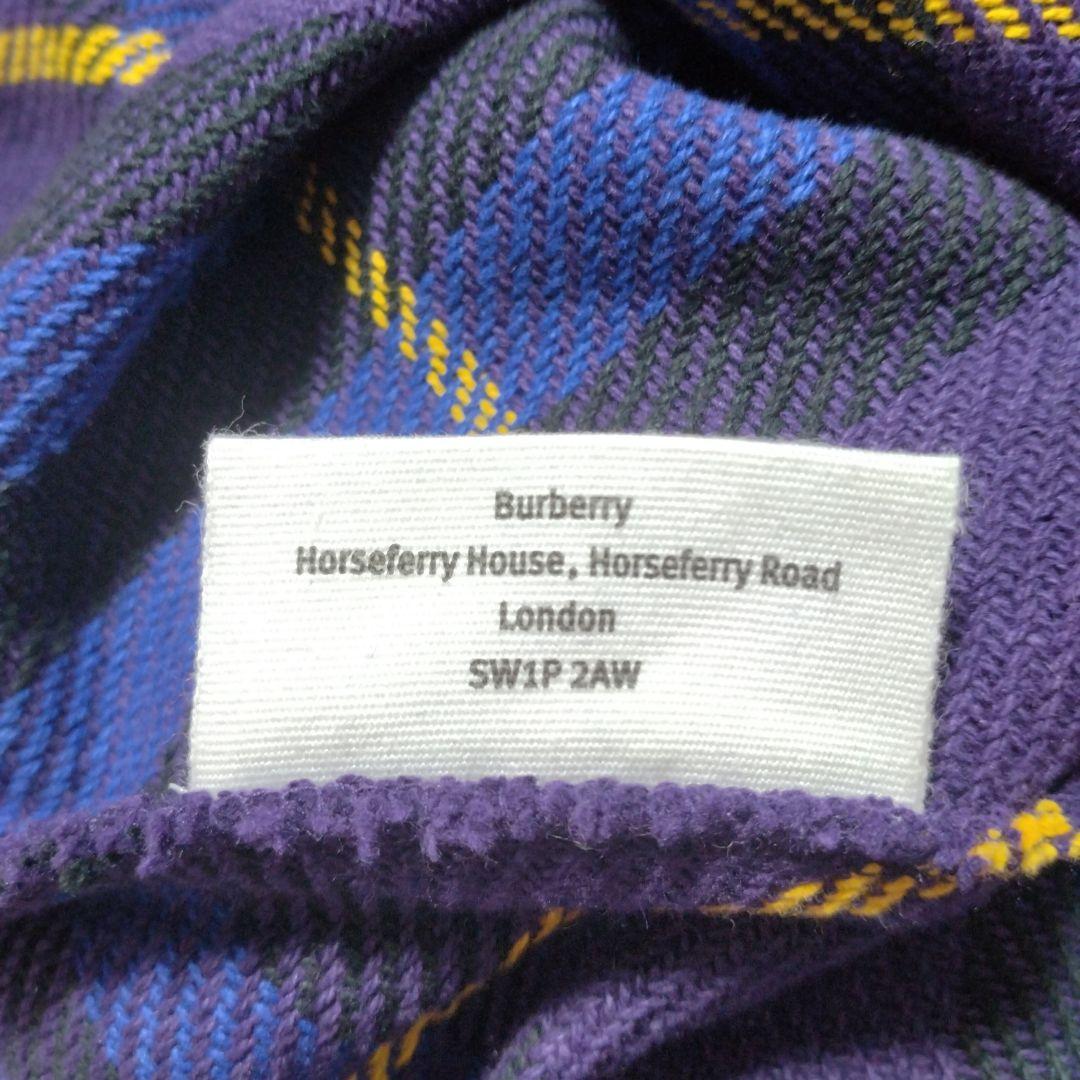 Burberry
Horseferry House, Horseferry Road
London
SW1P 2AW